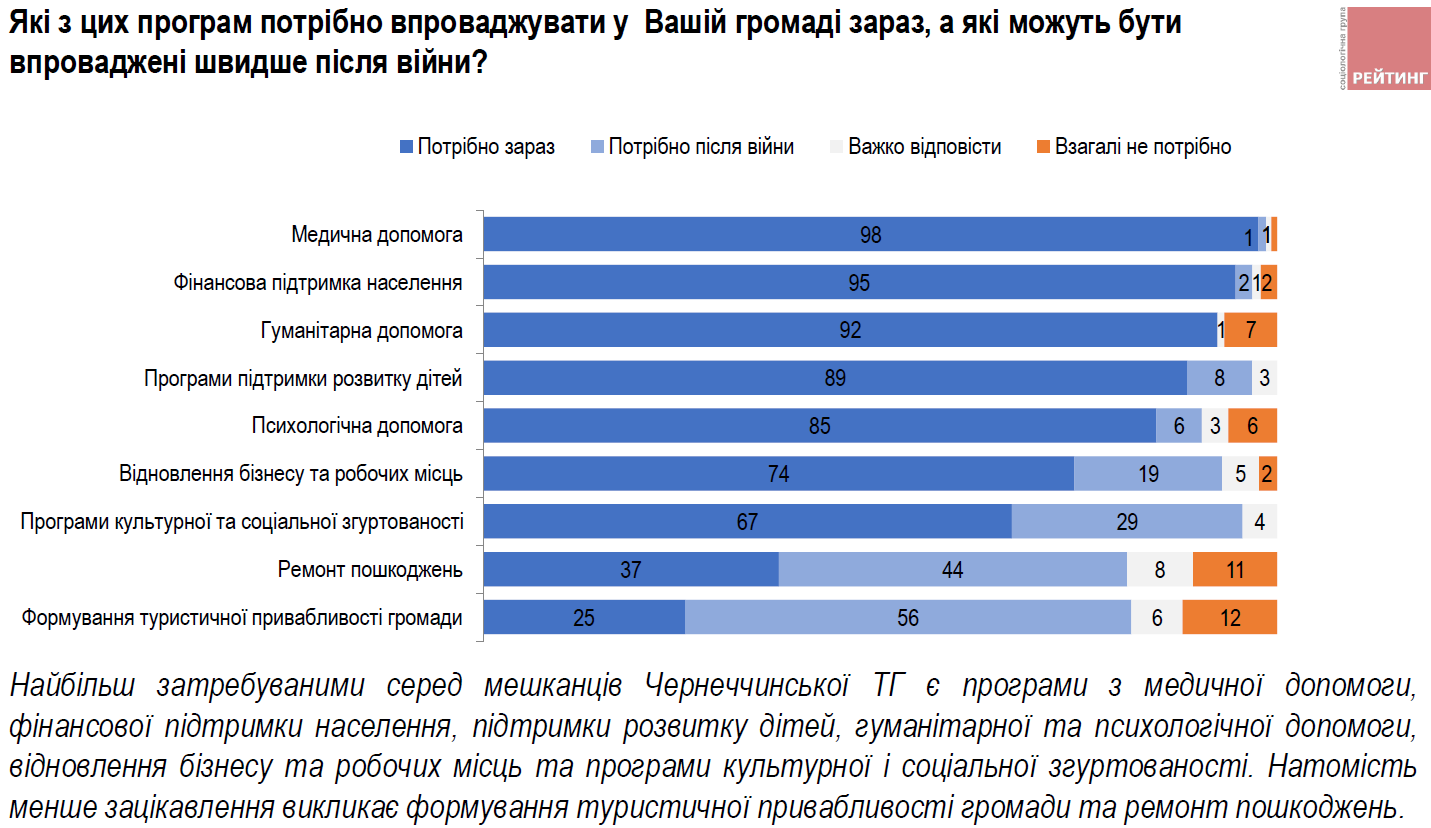 Які з цих програм потрібно впроваджувати у Вашій громаді зараз, а які можуть бути
впроваджені швидше після війни?
соціологічна група
РЕЙТИНГ
Потрібно зараз Потрібно після війни Важко відповісти Взагалі не потрібно
Медична допомога 98 1 1
Фінансова підтримка населення 95 2 1 2
Гуманітарна допомога 92 1 7
Програми підтримки розвитку дітей 89 8 3
Психологічна допомога 85 6 3 6
Відновлення бізнесу та робочих місць 74 19 5 2
Програми культурної та соціальної згуртованості 67 29 4
Ремонт пошкоджень 37 44 8 11
Формування туристичної привабливості громади 25 56 6 12
Найбільш затребуваними серед мешканців Чернеччинської ТГ є програми з медичної допомоги,
фінансової підтримки населення, підтримки розвитку дітей, гуманітарної та психологічної допомоги,
відновлення бізнесу та робочих місць та програми культурної і соціальної згуртованості. Натомість
менше зацікавлення викликає формування туристичної привабливості громади та ремонт пошкоджень.